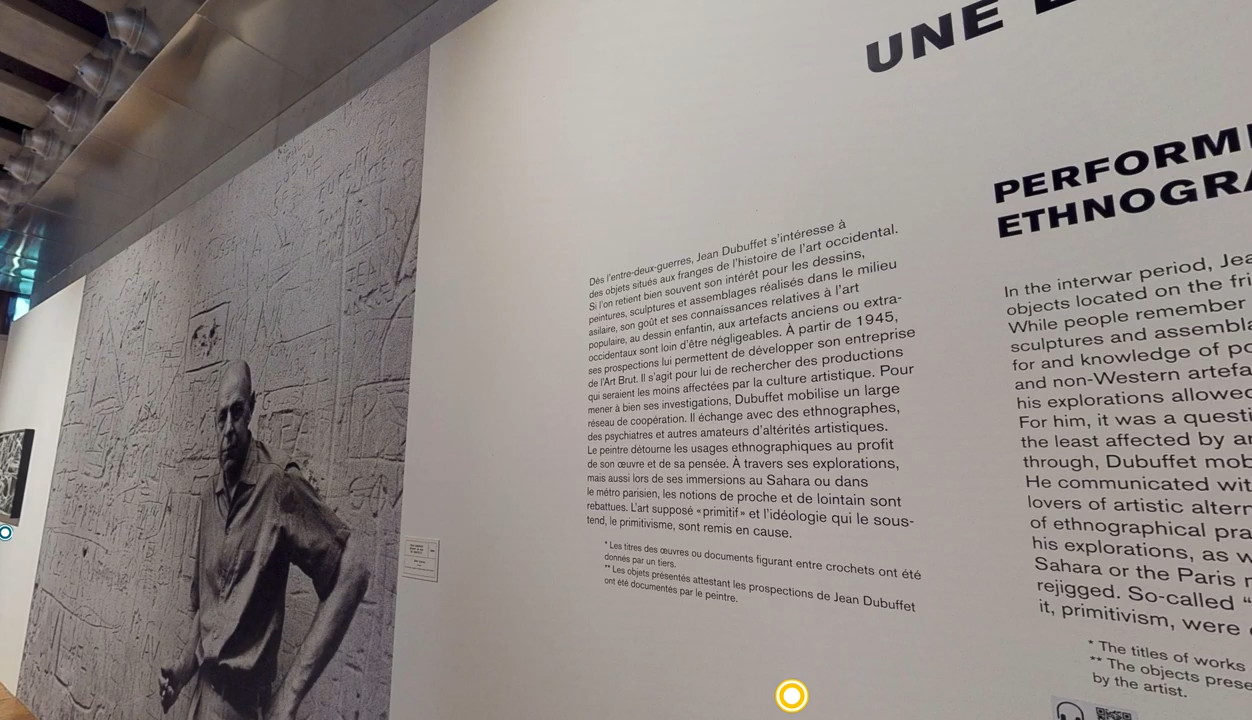 UNE
Dès l'entre-deux-guerres, Jean Dubuffet s'intéresse à
des objets situés aux franges de l'histoire de l'art occidental.
Si l'on retient bien souvent son intérêt pour les dessins,
peintures, sculptures et assemblages réalisés dans le milieu
asilaire, son goût et ses connaissances relatives à l'art
populaire, au dessin enfantin, aux artefacts anciens ou extra-
occidentaux sont loin d'être négligeables. À partir de 1945,
ses prospections lui permettent de développer son entreprise
de l'Art Brut. Il s'agit pour lui de rechercher des productions
qui seraient les moins affectées par la culture artistique. Pour
mener à bien ses investigations, Dubuffet mobilise un large
réseau de coopération. Il échange avec des ethnographes,
des psychiatres et autres amateurs d'altérités artistiques.
Le peintre détourne les usages ethnographiques au profit
de son œuvre et de sa pensée. À travers ses explorations,
mais aussi lors de ses immersions au Sahara ou dans
le métro parisien, les notions de proche et de lointain sont
rebattues. L'art supposé «primitif» et l'idéologie qui le sous-
tend, le primitivisme, sont remis en cause.
* Les titres des œuvres ou documents figurant entre crochets ont été
donnés par un tiers.
** Les objets présentés attestant les prospections de Jean Dubuffet
ont été documentés par le peintre.
PERFORM
ETHNOGRA
In the interwar period, Jea
objects located on the fri
While people remember
sculptures and assembla
for and knowledge of po
and non-Western artefa
his explorations allowed
For him, it was a questi
the least affected by ar
through, Dubuffet mob
He communicated wit
lovers of artistic altern
of ethnographical pra
his explorations, as w
Sahara or the Paris
rejigged. So-called "
it, primitivism, were
* The titles of works
** The objects prese
by the artist.